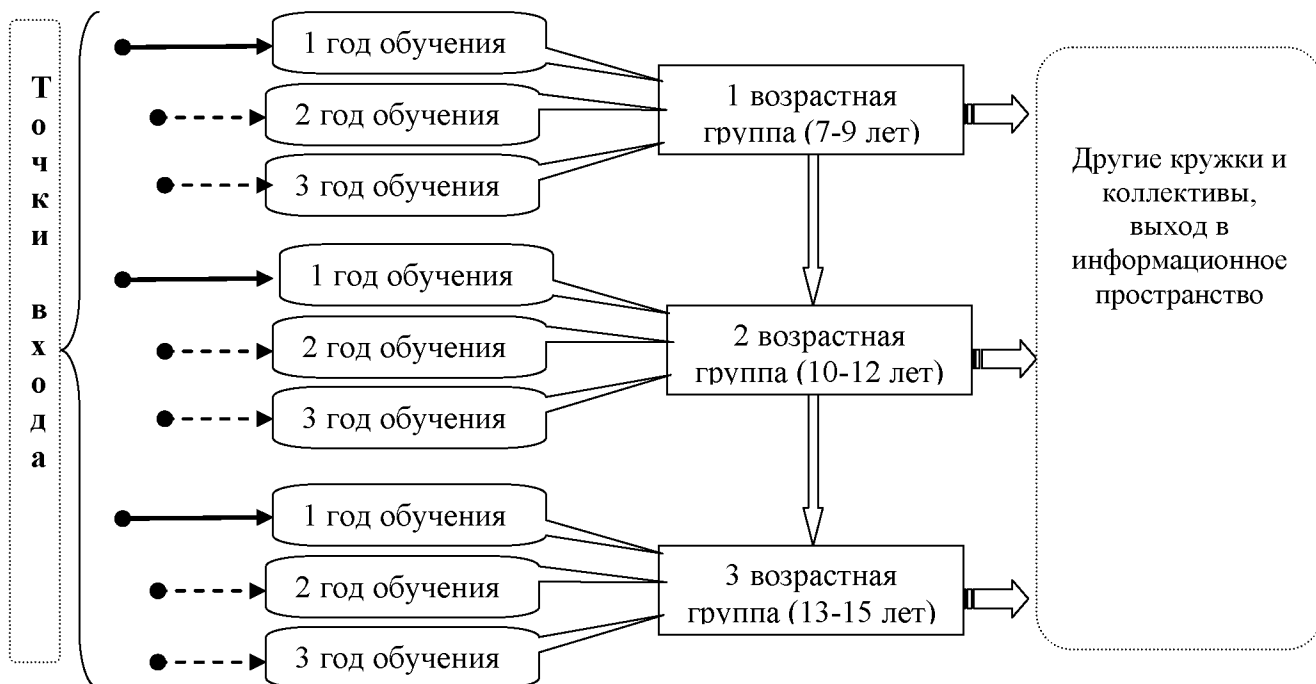 Точки входа
1 год обучения
2 год обучения
3 год обучения
1 возрастная
группа (7-9 лет)
1 год обучения
2 год обучения
3 год обучения
2 возрастная
группа (10-12 лет)
1 год обучения
2 год обучения
3 год обучения
3 возрастная
группа (13-15 лет)
Другие кружки и
коллективы,
выход в
информационное
пространство